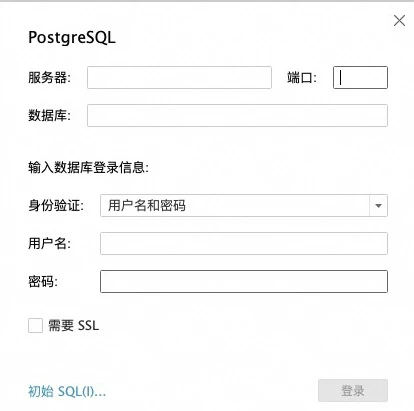 PostgreSQL
服务器: 端口:
数据库:
输入数据库登录信息:
身份验证: 用户名和密码
用户名:
密码:
需要 SSL
初始 SQL(I)... 登录